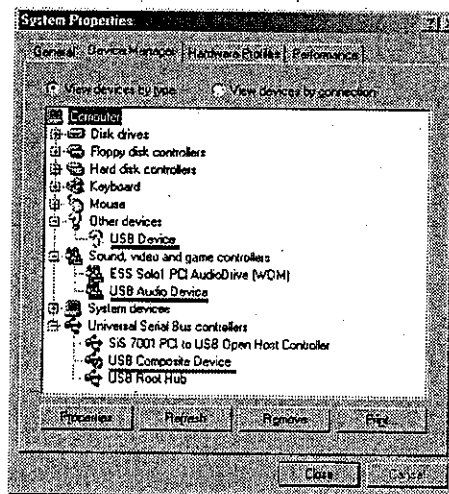 System Properties
General Device Manager Hardware Profiles Performance
View devices by type View devices by connection
Computer
Disk drives
Floppy disk controllers
Hard disk controllers
Keyboard
Mouse
Other devices
USB Device
Sound, video and game controllers
ESS Solo1 PCI AudioDrive (WDM)
USB Audio Device
System devices
Universal Serial Bus controllers
SiS 7001 PCI to USB Open Host Controller
USB Composite Device
USB Root Hub
Properties Refresh Remove Print...
Close Cancel